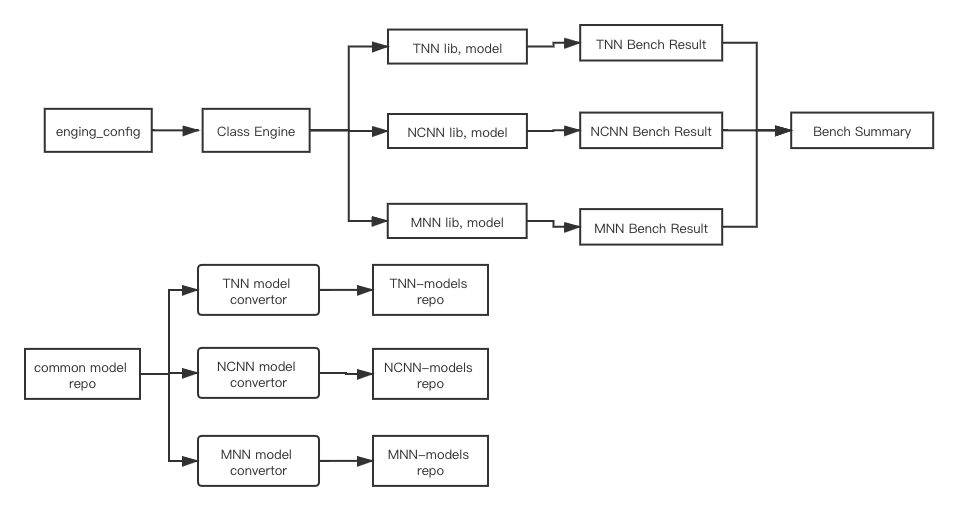 TNN lib, model
TNN Bench Result
enging_config
Class Engine
NCNN lib, model
NCNN Bench Result
Bench Summary
MNN lib, model
MNN Bench Result
TNN model
convertor
TNN-models
repo
common model
repo
NCNN model
convertor
NCNN-models
repo
MNN model
convertor
MNN-models
repo